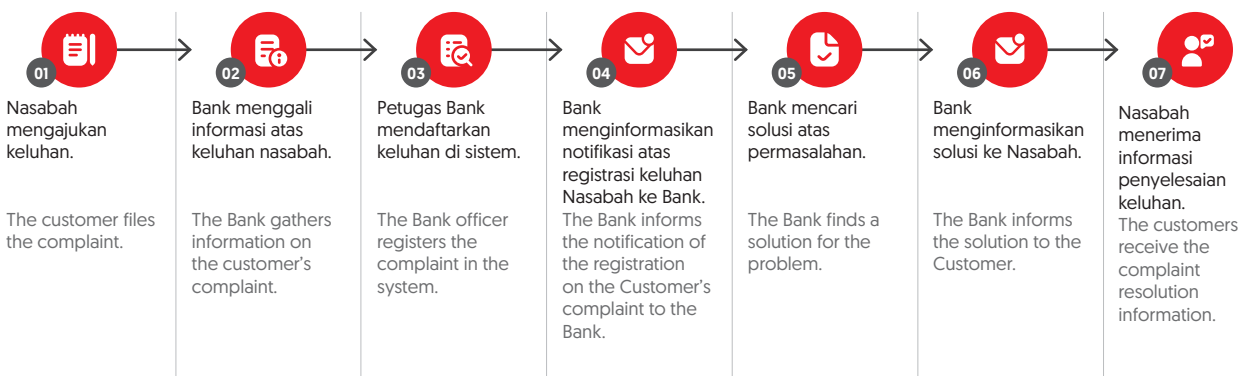 01
Nasabah
mengajukan
keluhan.
The customer files
the complaint.
02
Bank menggali
informasi atas
keluhan nasabah.
The Bank gathers
information on
the customer's
complaint.
03
Petugas Bank
mendaftarkan
keluhan di sistem.
The Bank officer
registers the
complaint in the
system.
04
Bank
menginformasikan
notifikasi atas
registrasi keluhan
Nasabah ke Bank.
The Bank informs
the notification of
the registration
on the Customer's
complaint to the
Bank.
05
Bank mencari
solusi atas
permasalahan.
The Bank finds a
solution for the
problem.
06
Bank
menginformasikan
solusi ke Nasabah.
The Bank informs
the solution to the
Customer.
07
Nasabah
menerima
informasi
penyelesaian
keluhan.
The customers
receive the
complaint
resolution
information.